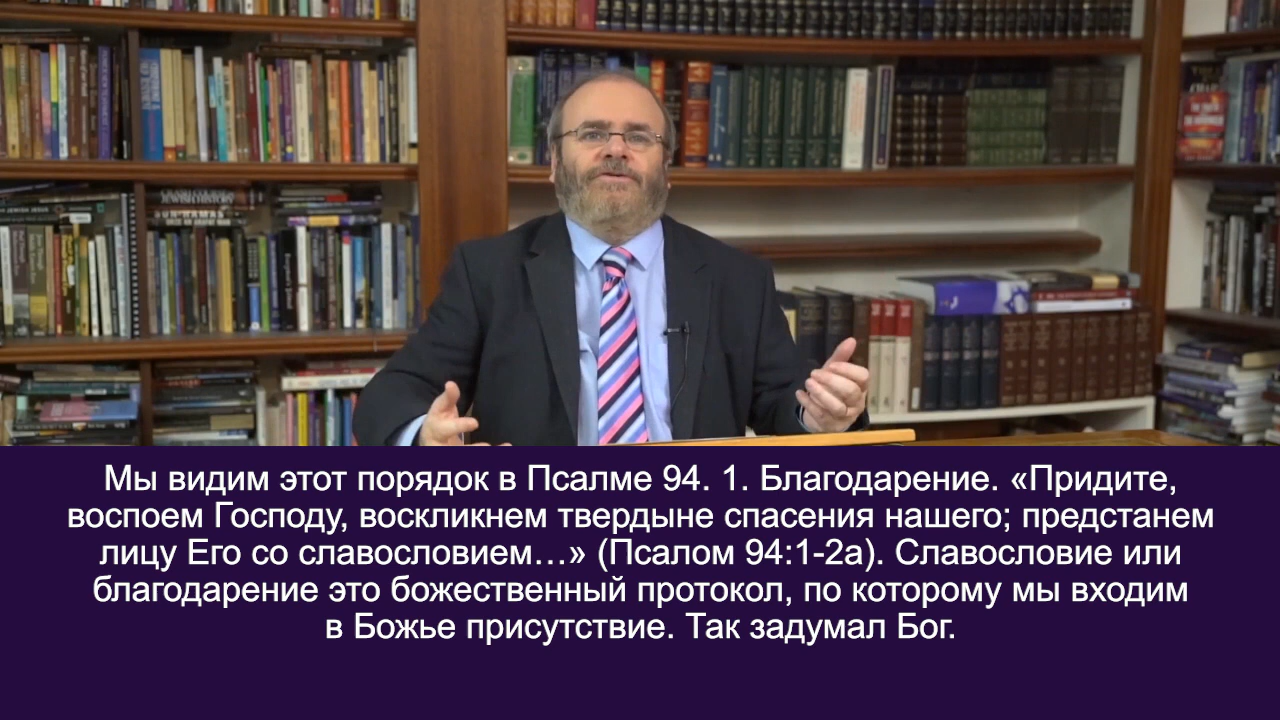 Мы видим этот порядок в Псалме 94. 1. Благодарение. «Придите,
воспоем Господу, воскликнем твердыне спасения нашего; предстанем
лицу Его со славословием…» (Псалом 94:1-2а). Славословие или
благодарение это божественный протокол, по которому мы входим
в Божье присутствие. Так задумал Бог.